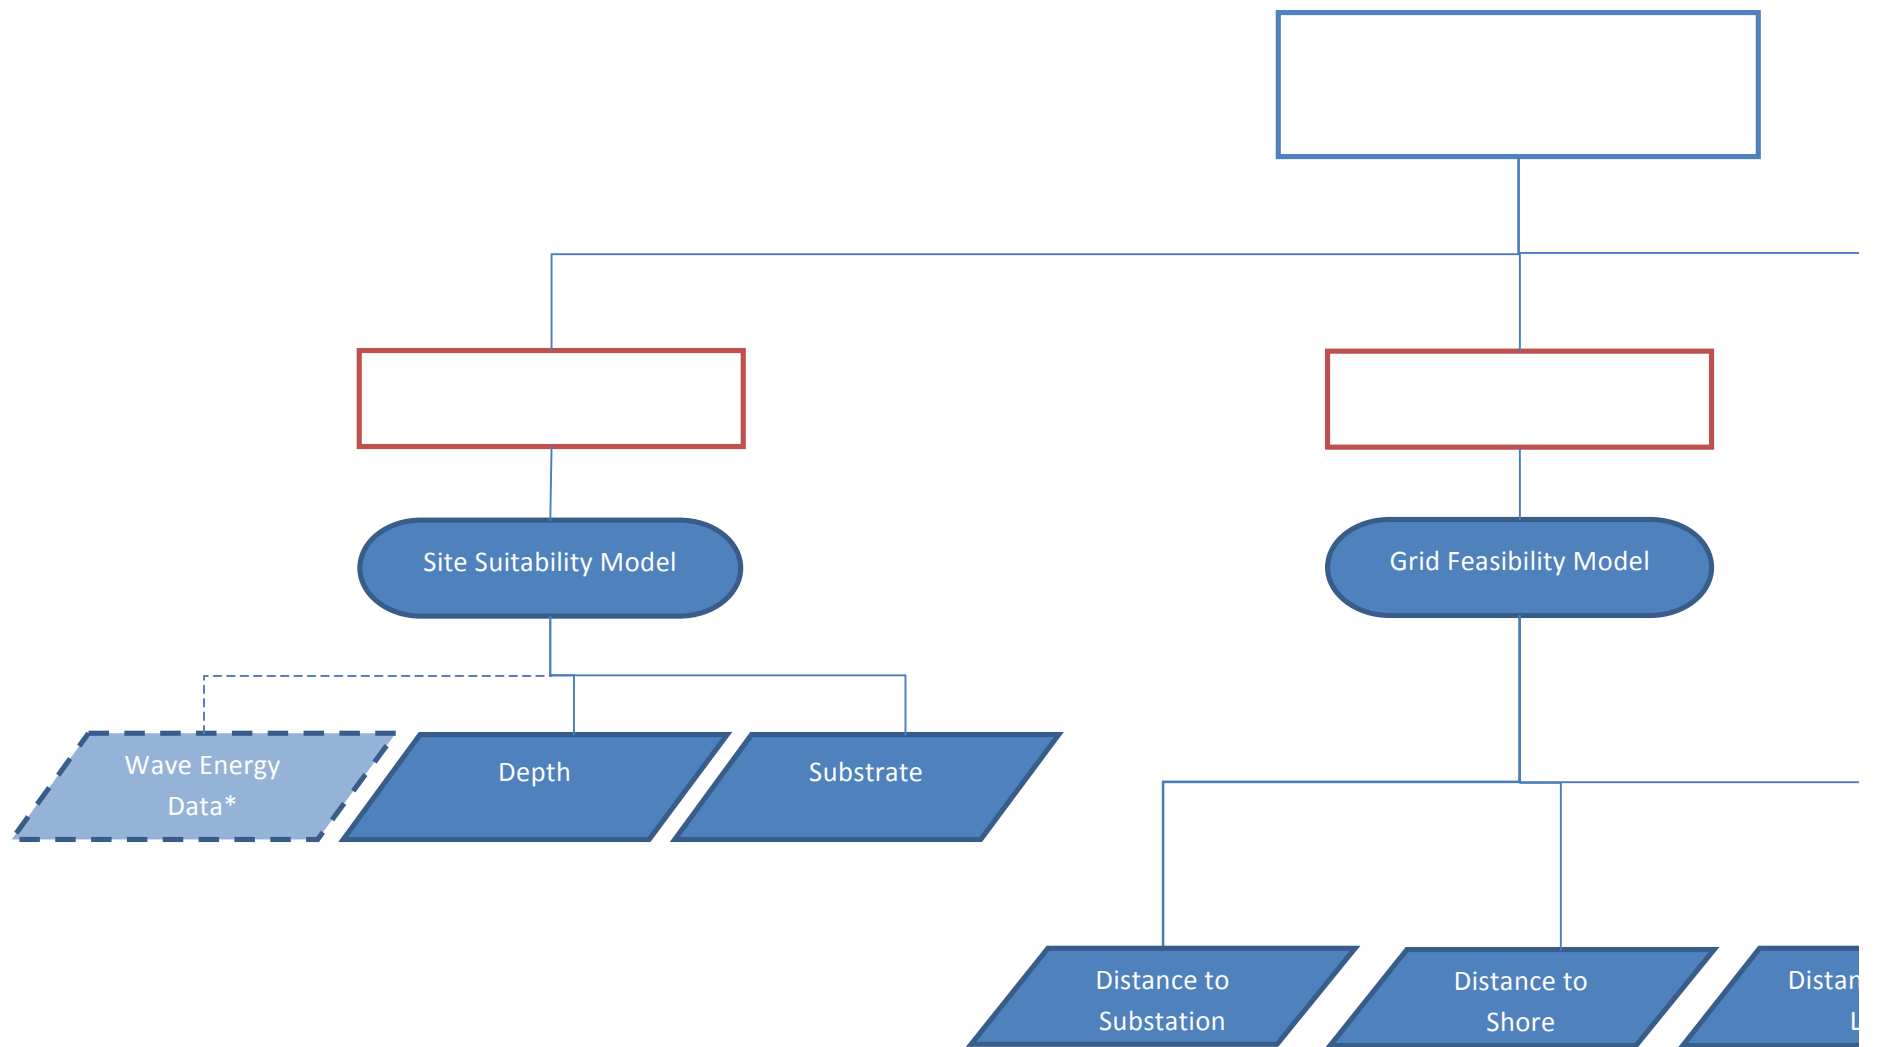 Site Suitability Model
Grid Feasibility Model
Wave Energy
Data*
Depth
Substrate
Distance to
Substation
Distance to
Shore